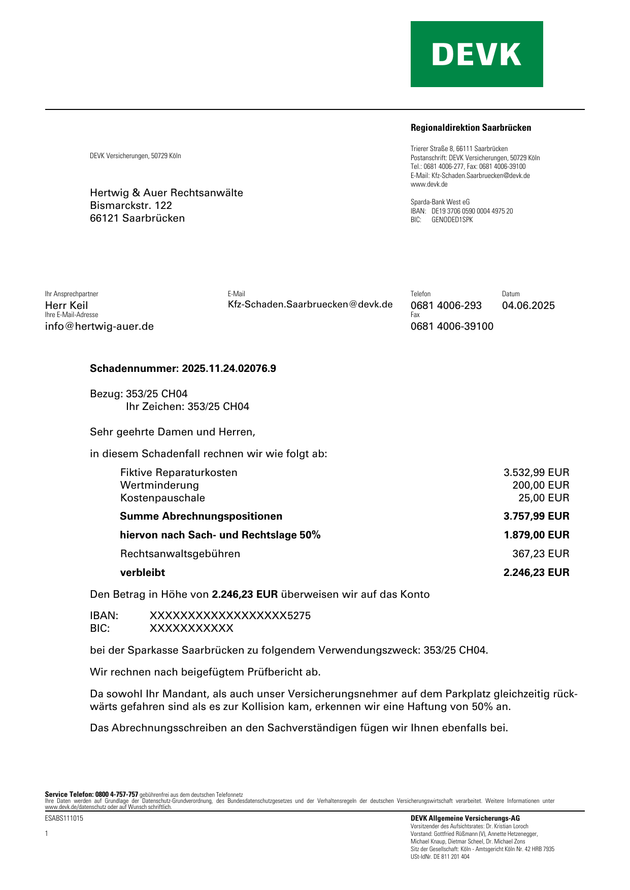 DEVK
Regionaldirektion Saarbrücken
Trierer Straße 8, 66111 Saarbrücken
Postanschrift: DEVK Versicherungen, 50729 Köln
Tel.: 0681 4006-277, Fax: 0681 4006-39100
E-Mail: Kfz-Schaden.Saarbruecken@devk.de
www.devk.de
Sparda-Bank West eG
IBAN: DE19 3706 0590 0004 4975 20
BIC: GENODED1SPK
DEVK Versicherungen, 50729 Köln
Hertwig & Auer Rechtsanwälte
Bismarckstr. 122
66121 Saarbrücken
Ihr Ansprechpartner E-Mail Telefon Datum
Herr Keil Kfz-Schaden.Saarbruecken@devk.de 0681 4006-293 04.06.2025
Ihre E-Mail-Adresse Fax
info@hertwig-auer.de 0681 4006-39100
Schadennummer: 2025.11.24.02076.9
Bezug: 353/25 CH04
Ihr Zeichen: 353/25 CH04
Sehr geehrte Damen und Herren,
in diesem Schadenfall rechnen wir wie folgt ab:
Fiktive Reparaturkosten 3.532,99 EUR
Wertminderung 200,00 EUR
Kostenpauschale 25,00 EUR
Summe Abrechnungspositionen 3.757,99 EUR
hiervon nach Sach- und Rechtslage 50% 1.879,00 EUR
Rechtsanwaltsgebühren 367,23 EUR
verbleibt 2.246,23 EUR
Den Betrag in Höhe von 2.246,23 EUR überweisen wir auf das Konto
IBAN: XXXXXXXXXXXXXXXXXX5275
BIC: XXXXXXXXXXX
bei der Sparkasse Saarbrücken zu folgendem Verwendungszweck: 353/25 CH04.
Wir rechnen nach beigefügtem Prüfbericht ab.
Da sowohl Ihr Mandant, als auch unser Versicherungsnehmer auf dem Parkplatz gleichzeitig rück-
wärts gefahren sind als es zur Kollision kam, erkennen wir eine Haftung von 50% an.
Das Abrechnungsschreiben an den Sachverständigen fügen wir Ihnen ebenfalls bei.
Service Telefon: 0800 4-757-757 gebührenfrei aus dem deutschen Telefonnetz
Ihre Daten werden auf Grundlage der Datenschutz-Grundverordnung, des Bundesdatenschutzgesetzes und der Verhaltensregeln der deutschen Versicherungswirtschaft verarbeitet. Weitere Informationen unter
www.devk.de/datenschutz oder auf Wunsch schriftlich.
ESABS111015
1
DEVK Allgemeine Versicherungs-AG
Vorsitzender des Aufsichtsrates: Dr. Kristian Loroch
Vorstand: Gottfried Rüßmann (V), Annette Hetzenegger,
Michael Knaup, Dietmar Scheel, Dr. Michael Zons
Sitz der Gesellschaft: Köln - Amtsgericht Köln Nr. 42 HRB 7935
USt-IdNr. DE 811 201 404